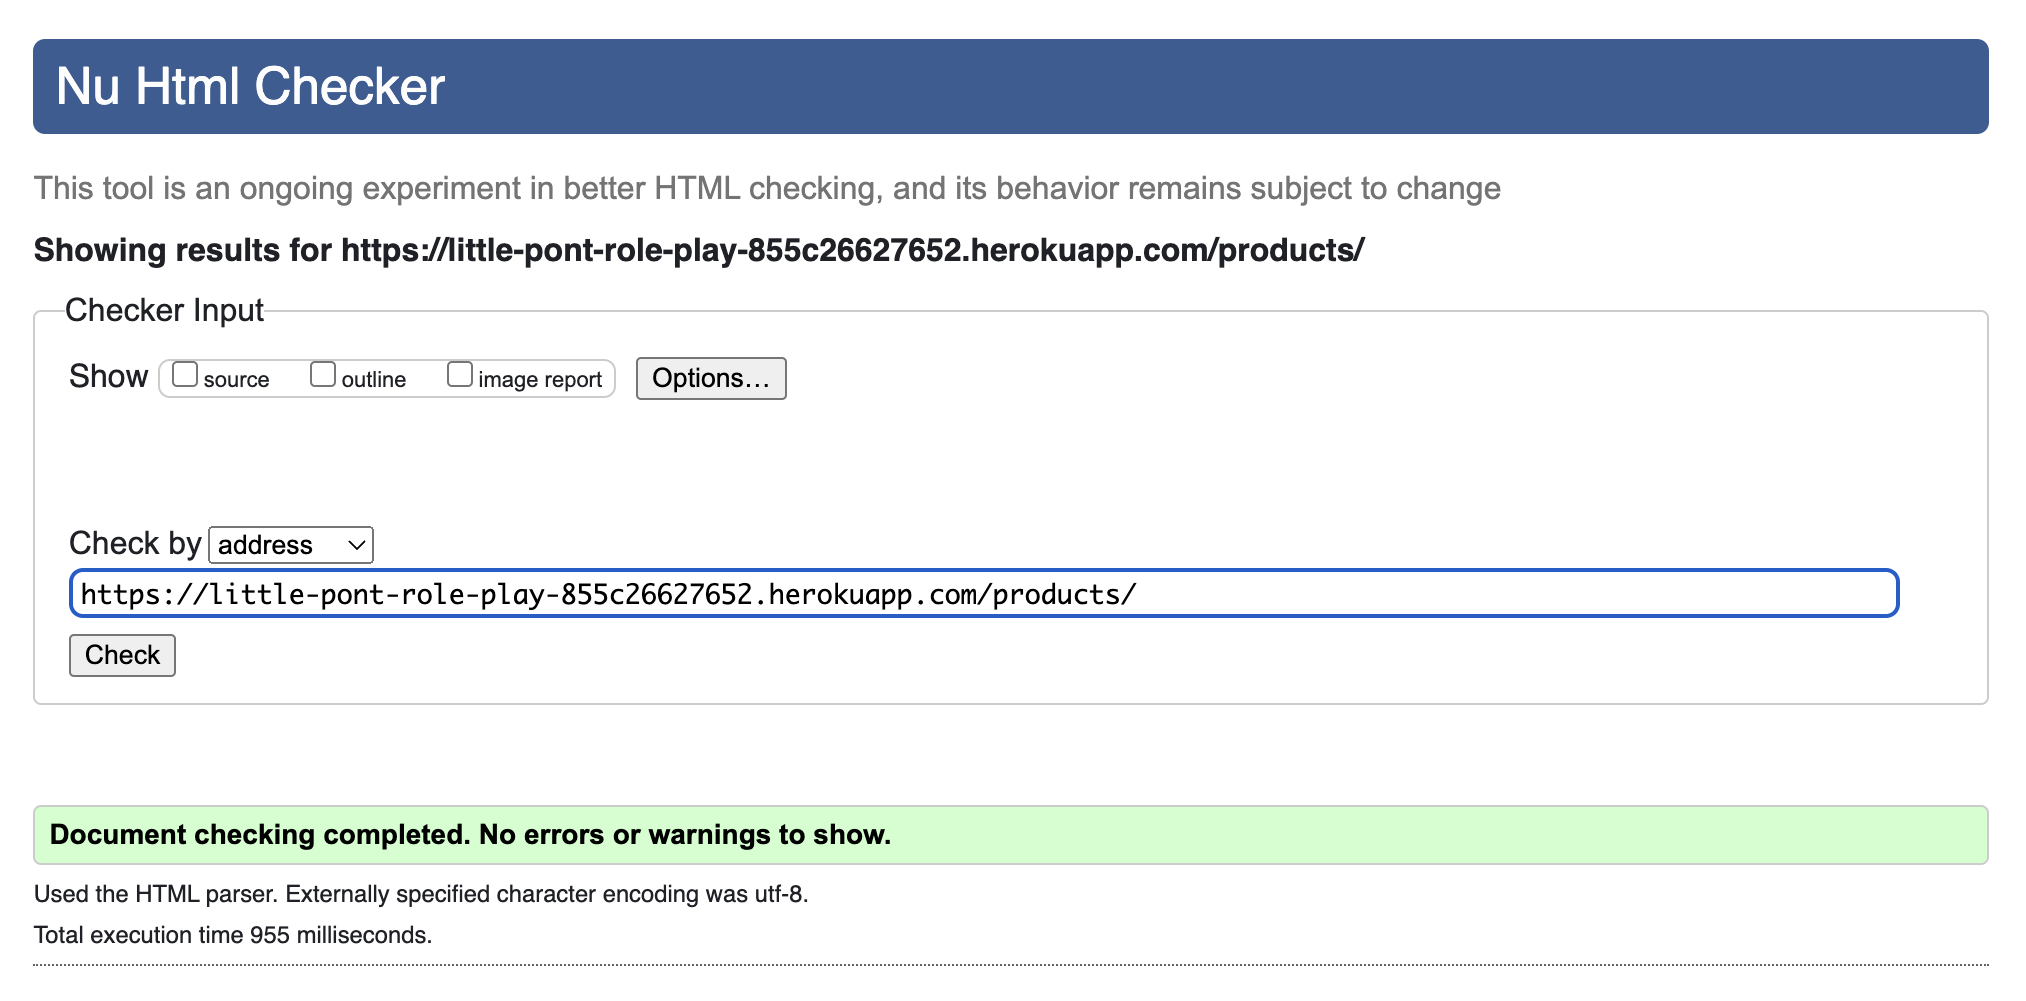 Nu Html Checker
This tool is an ongoing experiment in better HTML checking, and its behavior remains subject to change
Showing results for https://little-pont-role-play-855c26627652.herokuapp.com/products/
Checker Input
Show source outline image report Options…
Check by address
https://little-pont-role-play-855c26627652.herokuapp.com/products/
Check
Document checking completed. No errors or warnings to show.
Used the HTML parser. Externally specified character encoding was utf-8.
Total execution time 955 milliseconds.